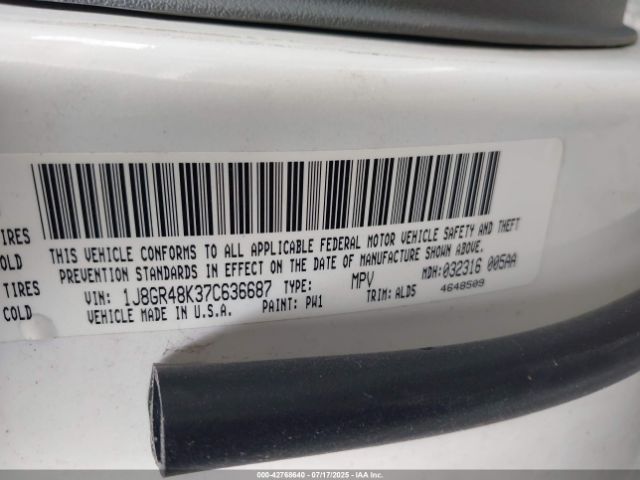 TIRES
COLD
TIRES
COLD
THIS VEHICLE CONFORMS TO ALL APPLICABLE FEDERAL MOTOR VEHICLE SAFETY AND THEFT
PREVENTION STANDARDS IN EFFECT ON THE DATE OF MANUFACTURE SHOWN ABOVE.
VIN: 1J8GR48K37C636687 TYPE: MPV MDH: 032316 005AA
VEHICLE MADE IN U.S.A. PAINT: PW1 TRIM: ALD5 4648509
000-42768640 07/17/2025 - IAA, Inc.